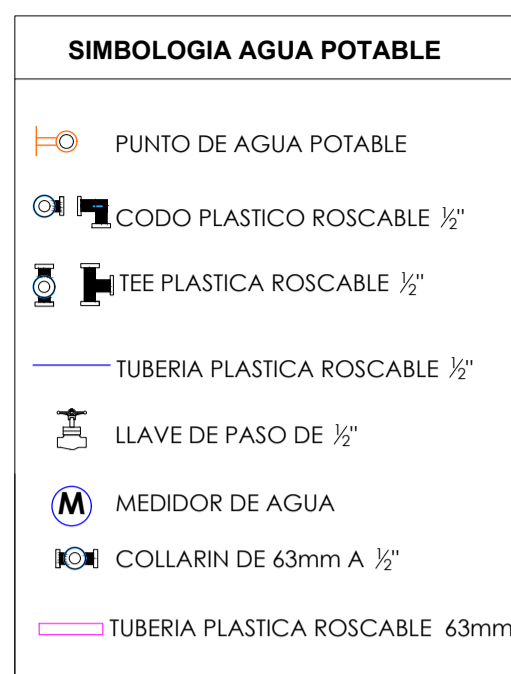 SIMBOLOGIA AGUA POTABLE
PUNTO DE AGUA POTABLE
CODO PLASTICO ROSCABLE ½"
TEE PLASTICA ROSCABLE ½"
TUBERIA PLASTICA ROSCABLE ½"
LLAVE DE PASO DE ½"
M MEDIDOR DE AGUA
COLLARIN DE 63mm A ½"
TUBERIA PLASTICA ROSCABLE 63mm